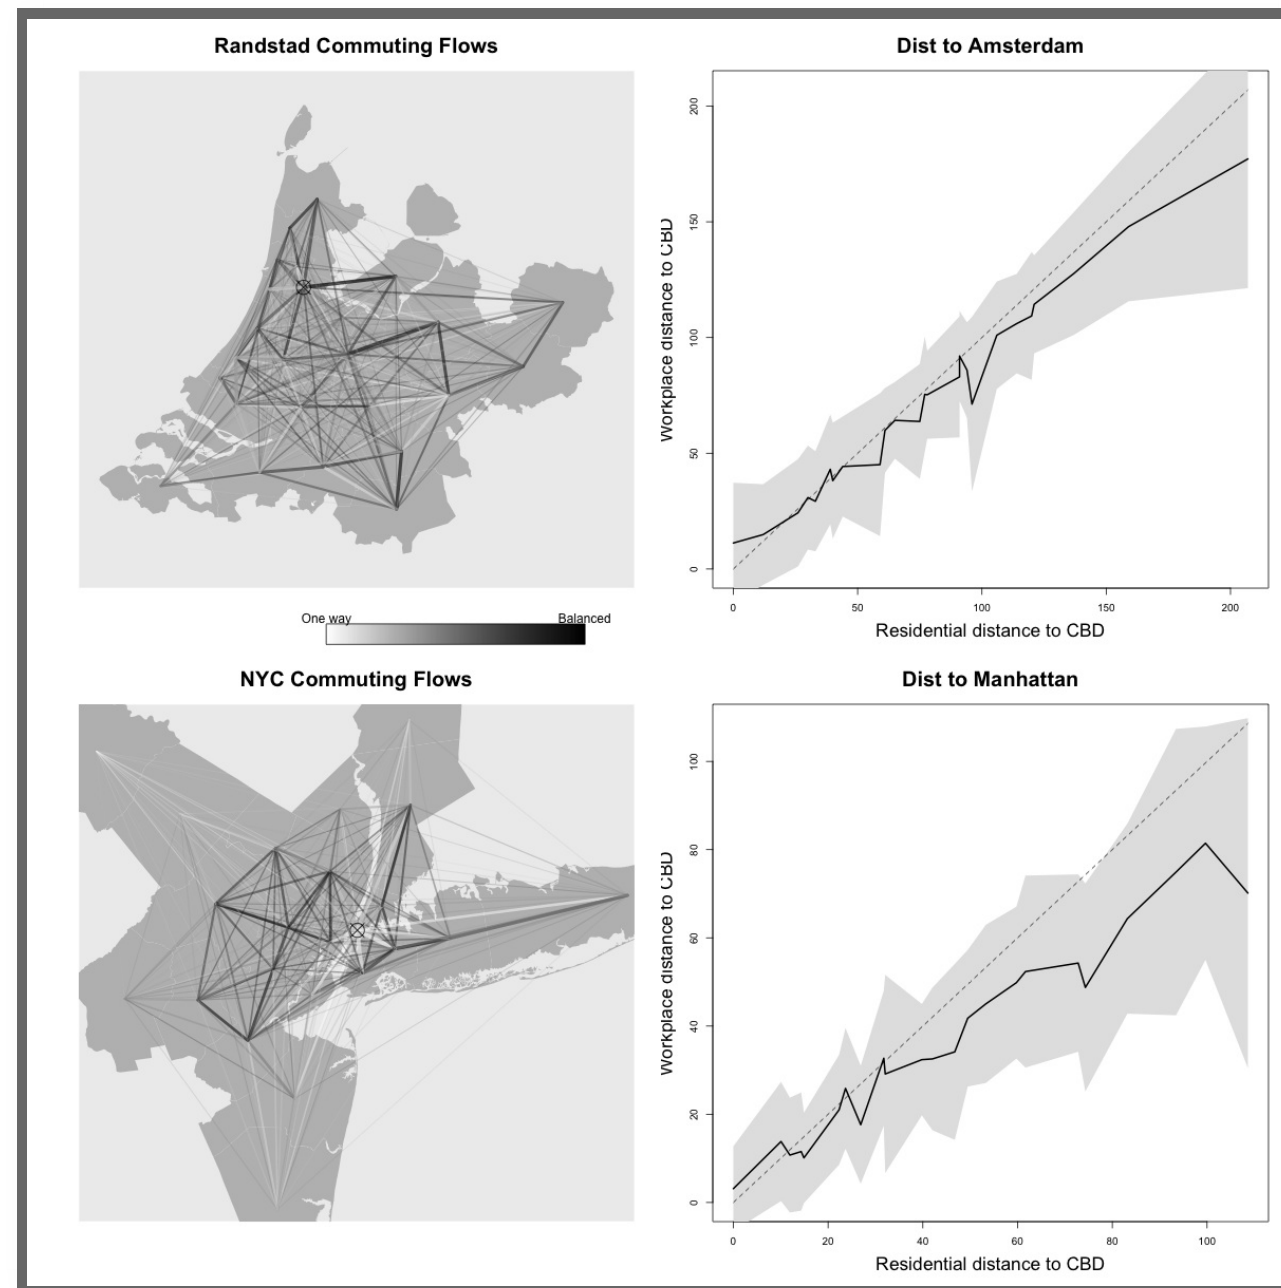 Randstad Commuting Flows
Dist to Amsterdam
Workplace distance to CBD
200
150
100
50
0
0 50 100 150 200
Residential distance to CBD
One way Balanced
NYC Commuting Flows
Dist to Manhattan
Workplace distance to CBD
100
80
60
40
20
0
0 20 40 60 80 100
Residential distance to CBD